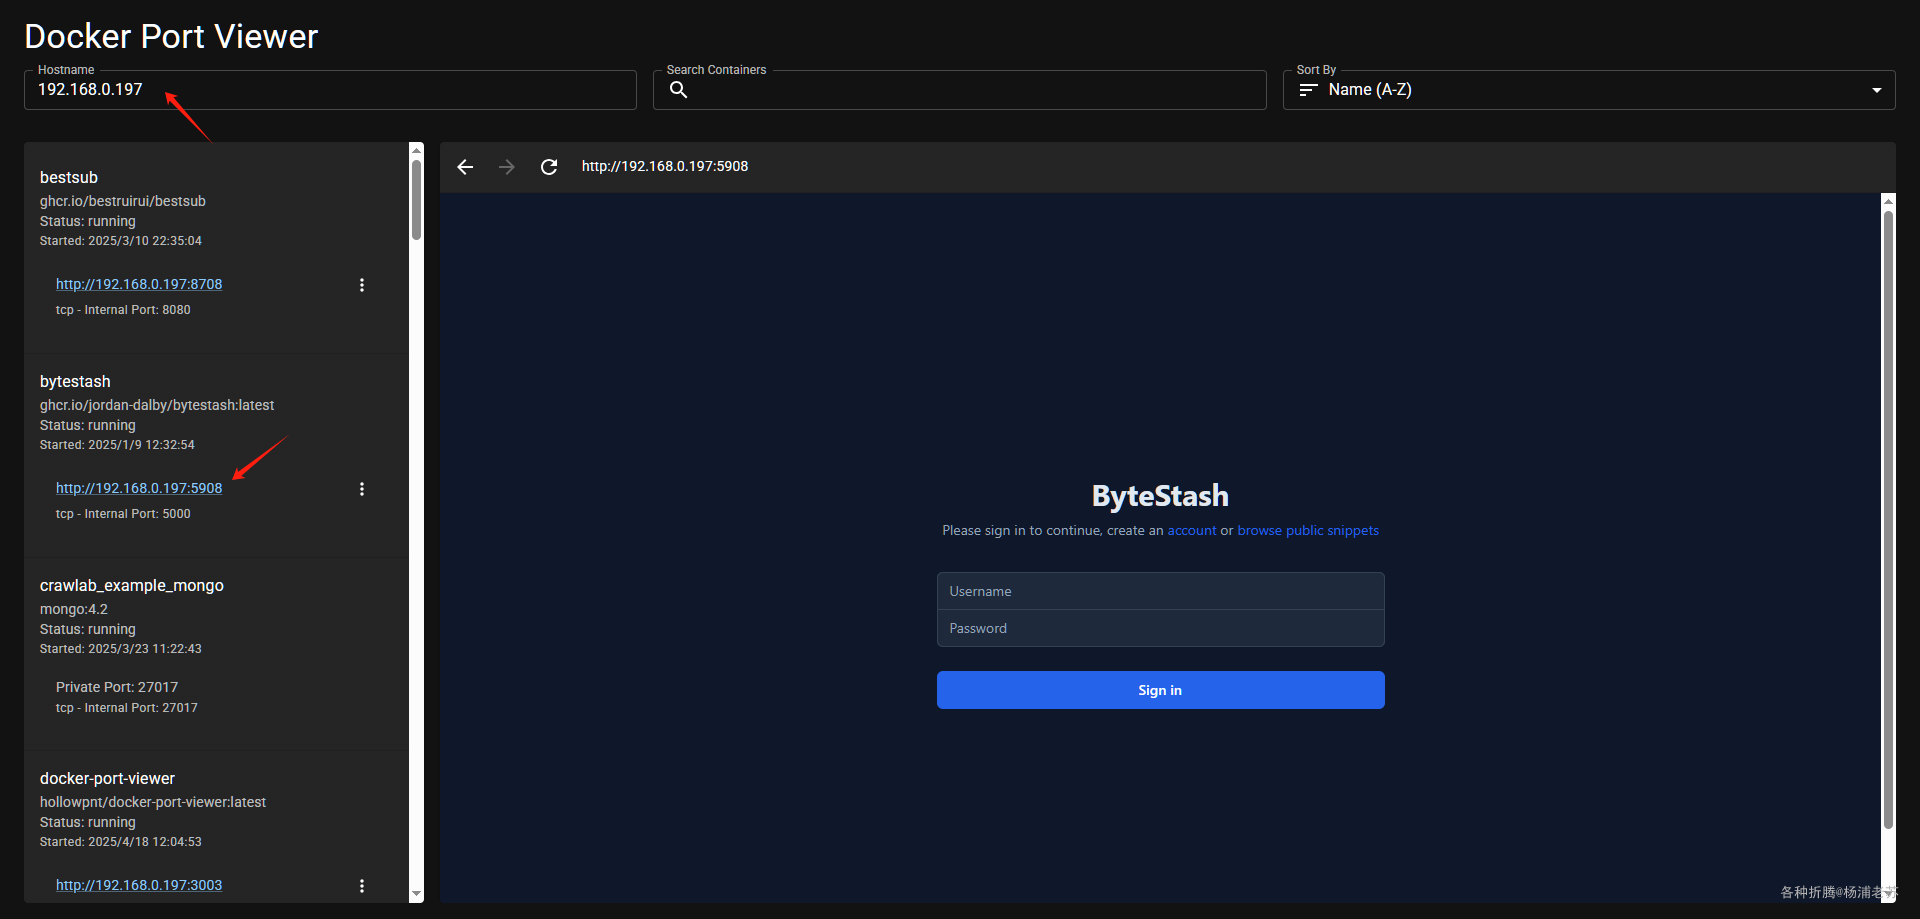 Docker Port Viewer
Hostname
192.168.0.197
Search Containers
Sort By
Name (A-Z)
bestsub
ghcr.io/bestruirui/bestsub
Status: running
Started: 2025/3/10 22:35:04
http://192.168.0.197:8708
tcp - Internal Port: 8080
bytestash
ghcr.io/jordan-dalby/bytestash:latest
Status: running
Started: 2025/1/9 12:32:54
http://192.168.0.197:5908
tcp - Internal Port: 5000
crawlab_example_mongo
mongo:4.2
Status: running
Started: 2025/3/23 11:22:43
Private Port: 27017
tcp - Internal Port: 27017
docker-port-viewer
hollowpnt/docker-port-viewer:latest
Status: running
Started: 2025/4/18 12:04:53
http://192.168.0.197:3003
http://192.168.0.197:5908
ByteStash
Please sign in to continue, create an account or browse public snippets
Username
Password
Sign in
各种折腾@杨浦老苏